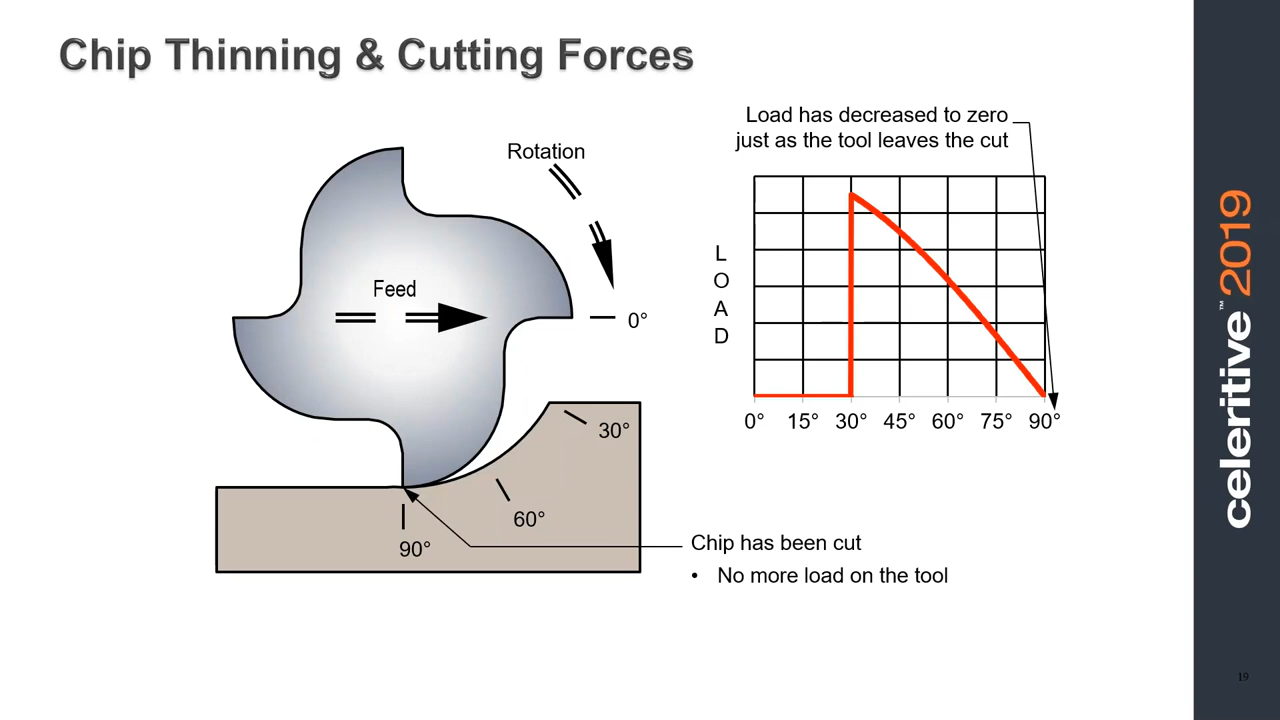 Chip Thinning & Cutting Forces
Rotation
Feed
0°
30°
60°
90°
Load has decreased to zero
just as the tool leaves the cut
L
O
A
D
0° 15° 30° 45° 60° 75° 90°
Chip has been cut
• No more load on the tool
celeritive™ 2019
19